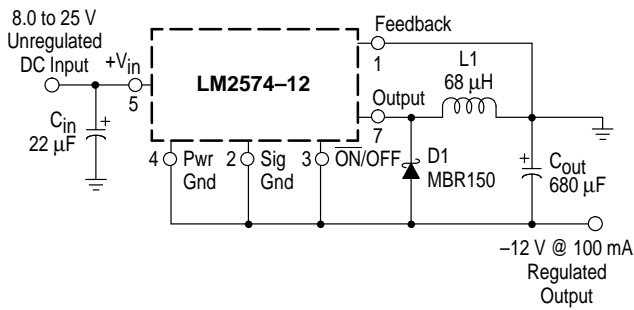 8.0 to 25 V
Unregulated
DC Input
+Vin
5
Cin
22 μF
+
LM2574–12
Feedback
1
Output
7
L1
68 μH
4 Pwr
Gnd
2 Sig
Gnd
3 ON/OFF
D1
MBR150
+
Cout
680 μF
–12 V @ 100 mA
Regulated
Output